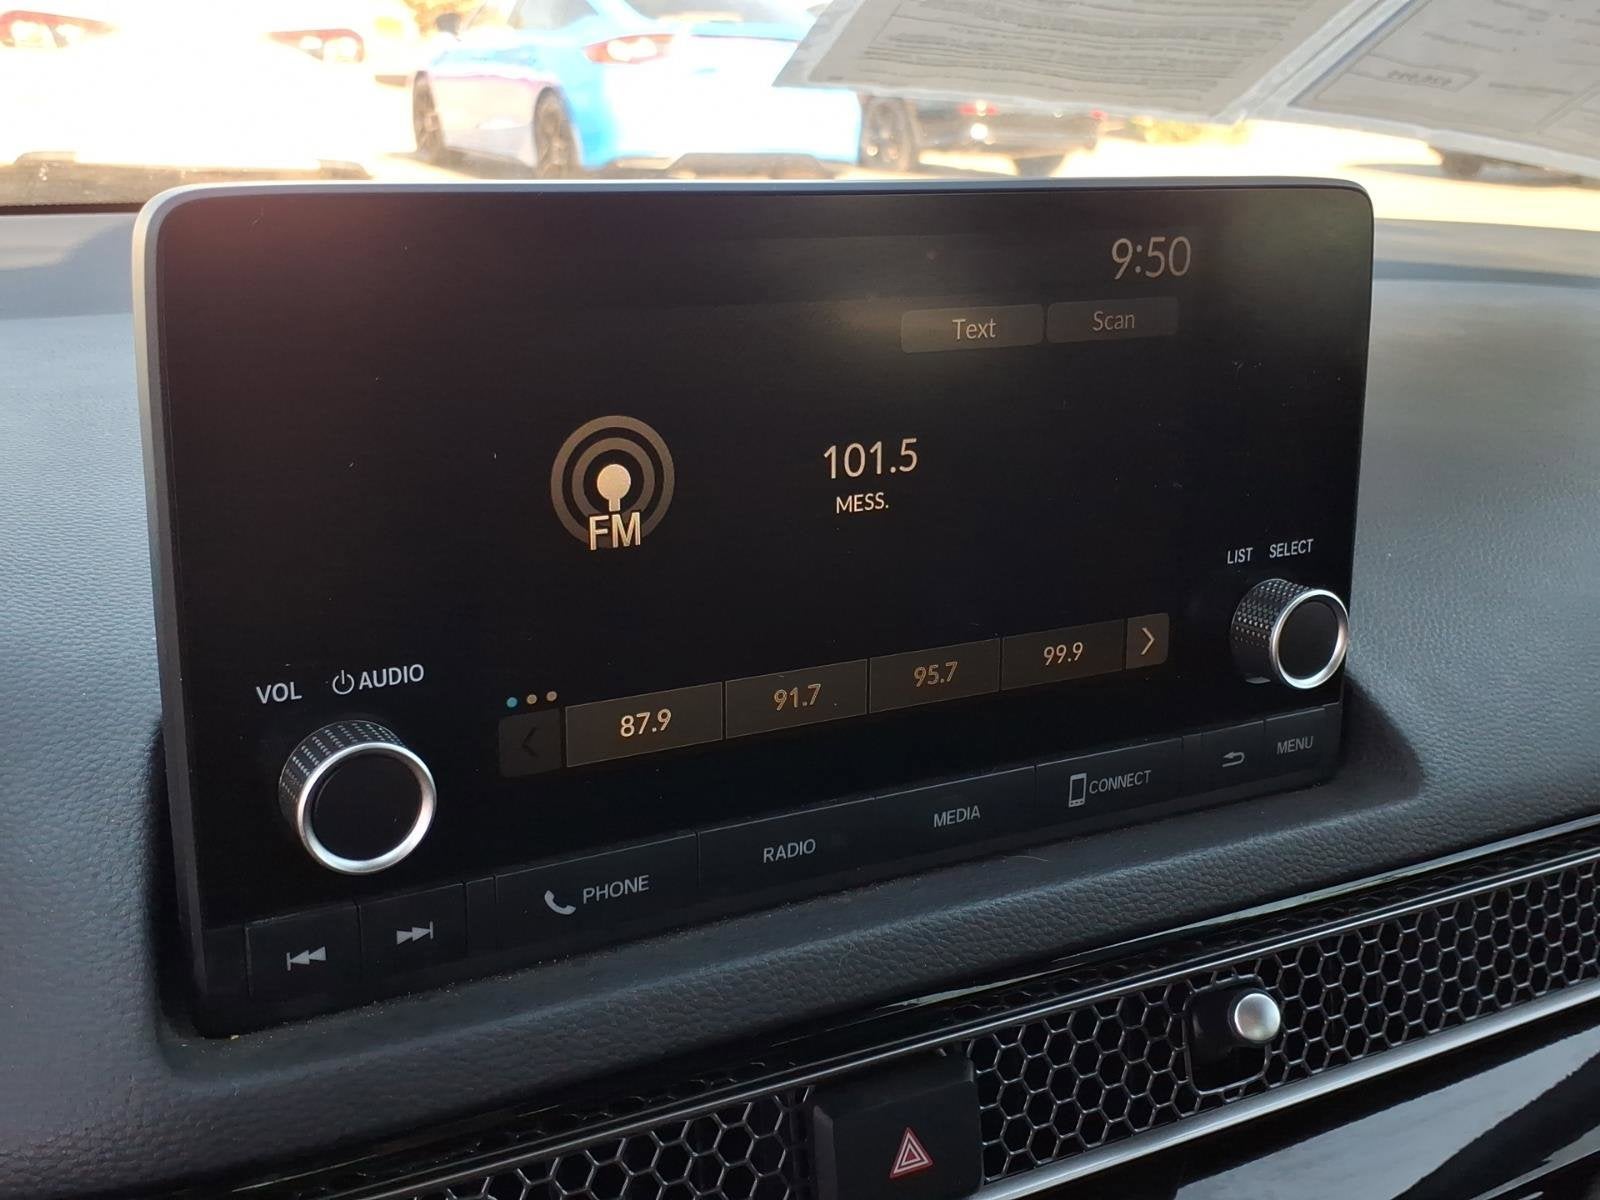 9:50
Text Scan
101.5
MESS.
FM
LIST SELECT
VOL AUDIO
87.9 91.7 95.7 99.9
PHONE RADIO MEDIA CONNECT MENU